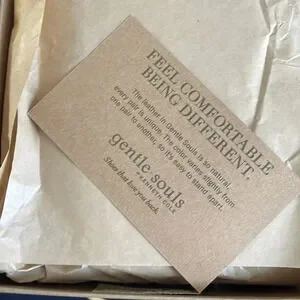 FEEL COMFORTABLE
BEING DIFFERENT.
The leather in Gentle Souls is so natural
every pair is unique. The color varies slightly from
one pair to another, so it's easy to stand apart.
gentle souls
BY KENNETH COLE
Shoes that love you back.